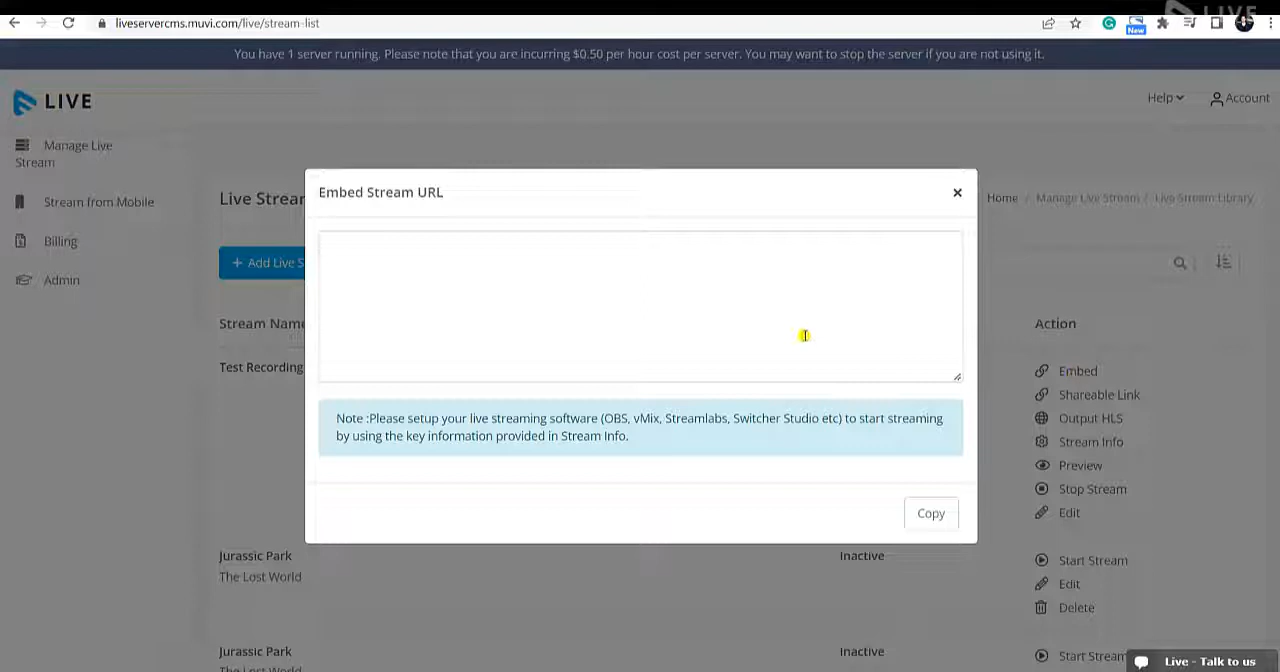 LIVE
liveservercms.muvi.com/live/stream-list
New
You have 1 server running. Please note that you are incurring $0.50 per hour cost per server. You may want to stop the server if you are not using it.
LIVE
Help
Account
Manage Live
Stream
Stream from Mobile
Billing
Admin
Live Strea
Home / Manage Live Stream / Live Stream Library
Embed Stream URL
+ Add Live S
Stream Name
Action
Test Recording
Embed
Shareable Link
Output HLS
Stream Info
Preview
Stop Stream
Edit
Note :Please setup your live streaming software (OBS, vMix, Streamlabs, Switcher Studio etc) to start streaming
by using the key information provided in Stream Info.
Copy
Jurassic Park
The Lost World
Inactive
Start Stream
Edit
Delete
Jurassic Park
The Lost World
Inactive
Start Stream
Live - Talk to us